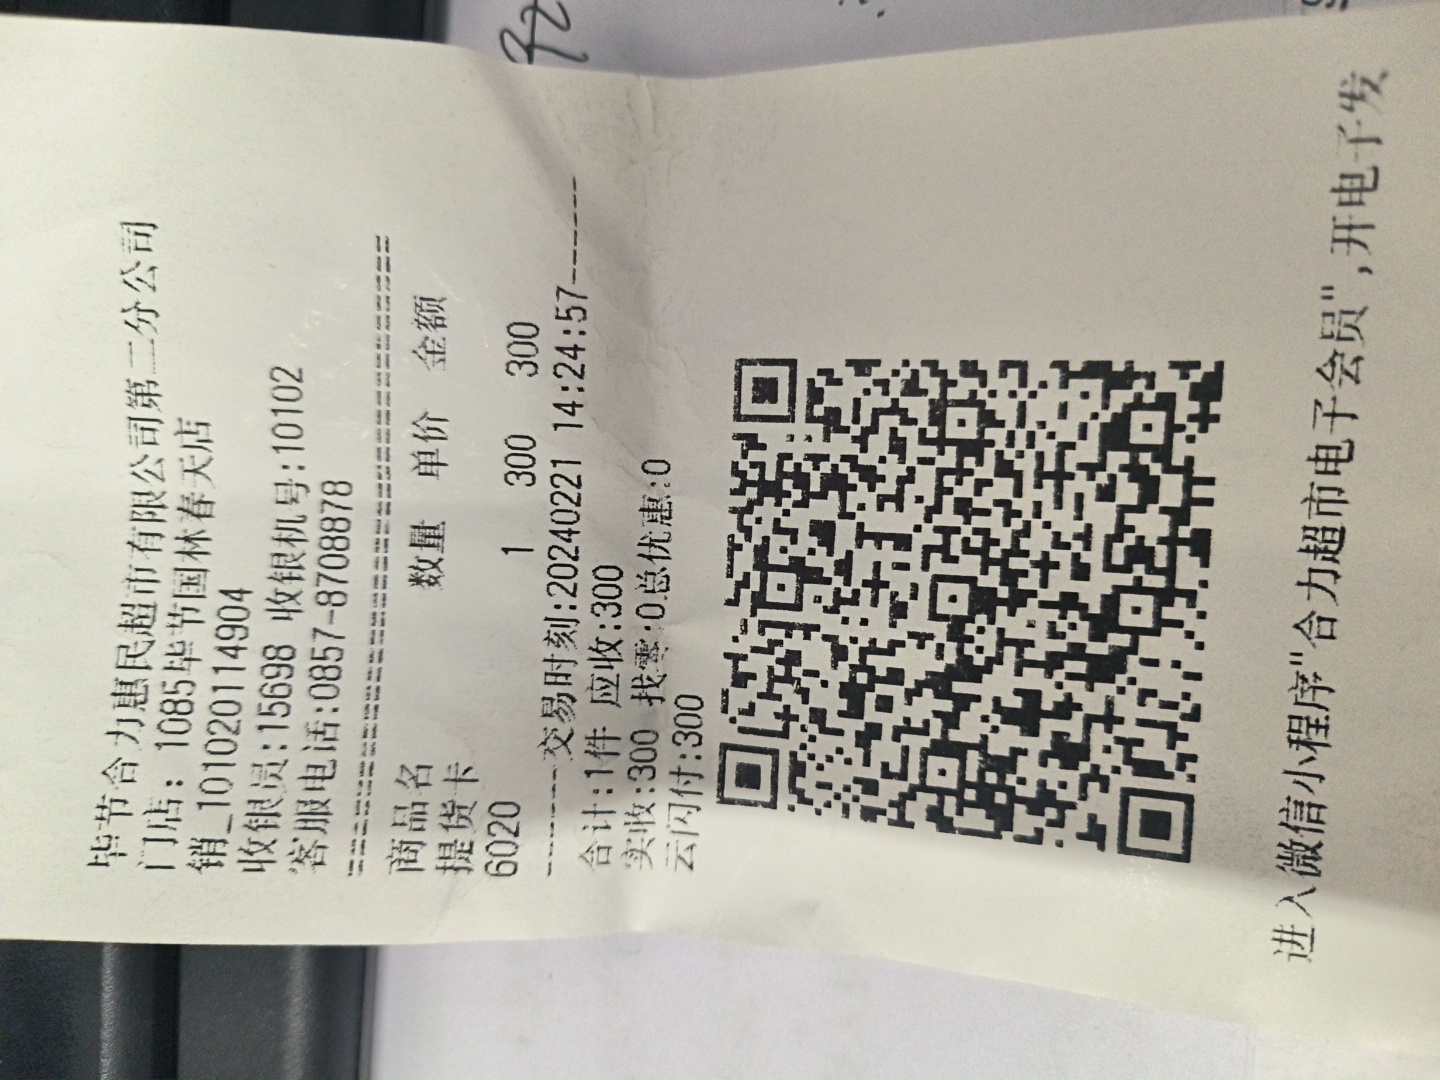 毕节合力惠民超市有限公司第二分公司
门店: 1085毕节国林春天店
销_101020114904
收银员:15698 收银机号:10102
客服电话:0857-8708878
商品名 数量 单价 金额
提货卡
6020 1 300 300
------交易时刻:20240221 14:24:57------
合计:1件 应收:300
实收:300 找零:0总优惠:0
云闪付:300
进入微信小程序"合力超市电子会员",开电子发